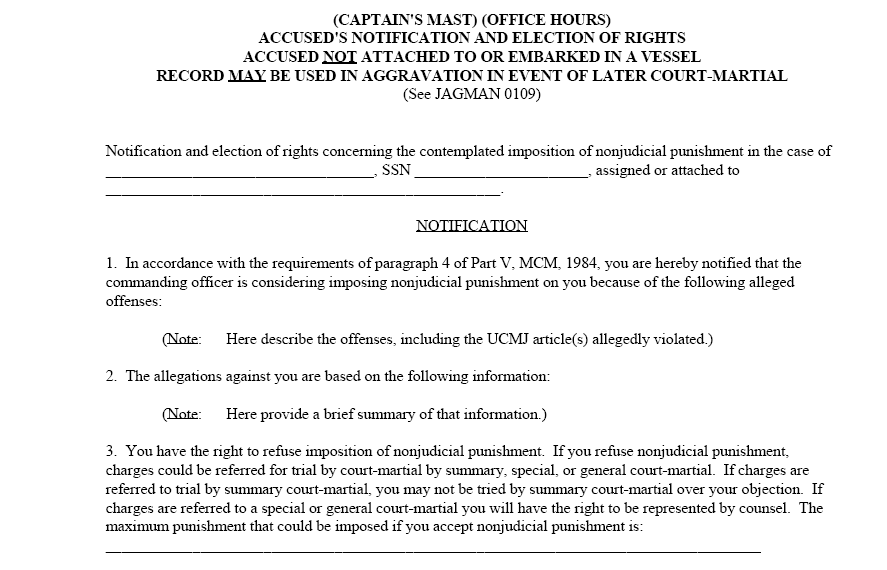 (CAPTAIN'S MAST) (OFFICE HOURS)
ACCUSED'S NOTIFICATION AND ELECTION OF RIGHTS
ACCUSED NOT ATTACHED TO OR EMBARKED IN A VESSEL
RECORD MAY BE USED IN AGGRAVATION IN EVENT OF LATER COURT-MARTIAL
(See JAGMAN 0109)
Notification and election of rights concerning the contemplated imposition of nonjudicial punishment in the case of
___________________________________, SSN ______________________, assigned or attached to
___________________________________________________.
NOTIFICATION
1. In accordance with the requirements of paragraph 4 of Part V, MCM, 1984, you are hereby notified that the
commanding officer is considering imposing nonjudicial punishment on you because of the following alleged
offenses:
(Note: Here describe the offenses, including the UCMJ article(s) allegedly violated.)
2. The allegations against you are based on the following information:
(Note: Here provide a brief summary of that information.)
3. You have the right to refuse imposition of nonjudicial punishment. If you refuse nonjudicial punishment,
charges could be referred for trial by court-martial by summary, special, or general court-martial. If charges are
referred to trial by summary court-martial, you may not be tried by summary court-martial over your objection. If
charges are referred to a special or general court-martial you will have the right to be represented by counsel. The
maximum punishment that could be imposed if you accept nonjudicial punishment is:
_____________________________________________________________________________________